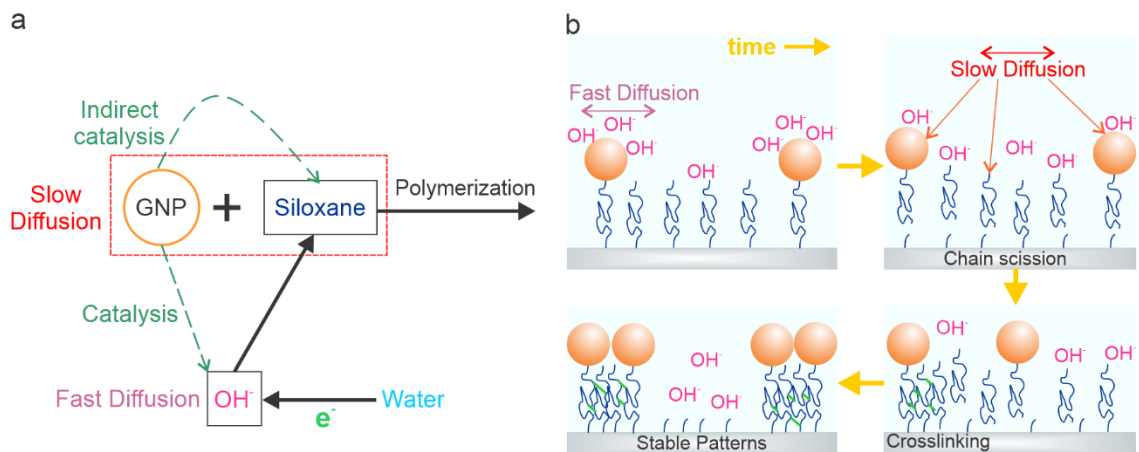 a
Indirect
catalysis
Slow
Diffusion
GNP
+
Siloxane
Polymerization
Catalysis
Fast Diffusion
OH⁻
e⁻
Water
b
time
Fast Diffusion
OH⁻
OH⁻
OH⁻
OH⁻
OH⁻
OH⁻
OH⁻
Slow Diffusion
OH⁻
OH⁻
OH⁻
OH⁻
OH⁻
Chain scission
OH⁻
OH⁻
OH⁻
OH⁻
Stable Patterns
OH⁻
OH⁻
OH⁻
OH⁻
Crosslinking